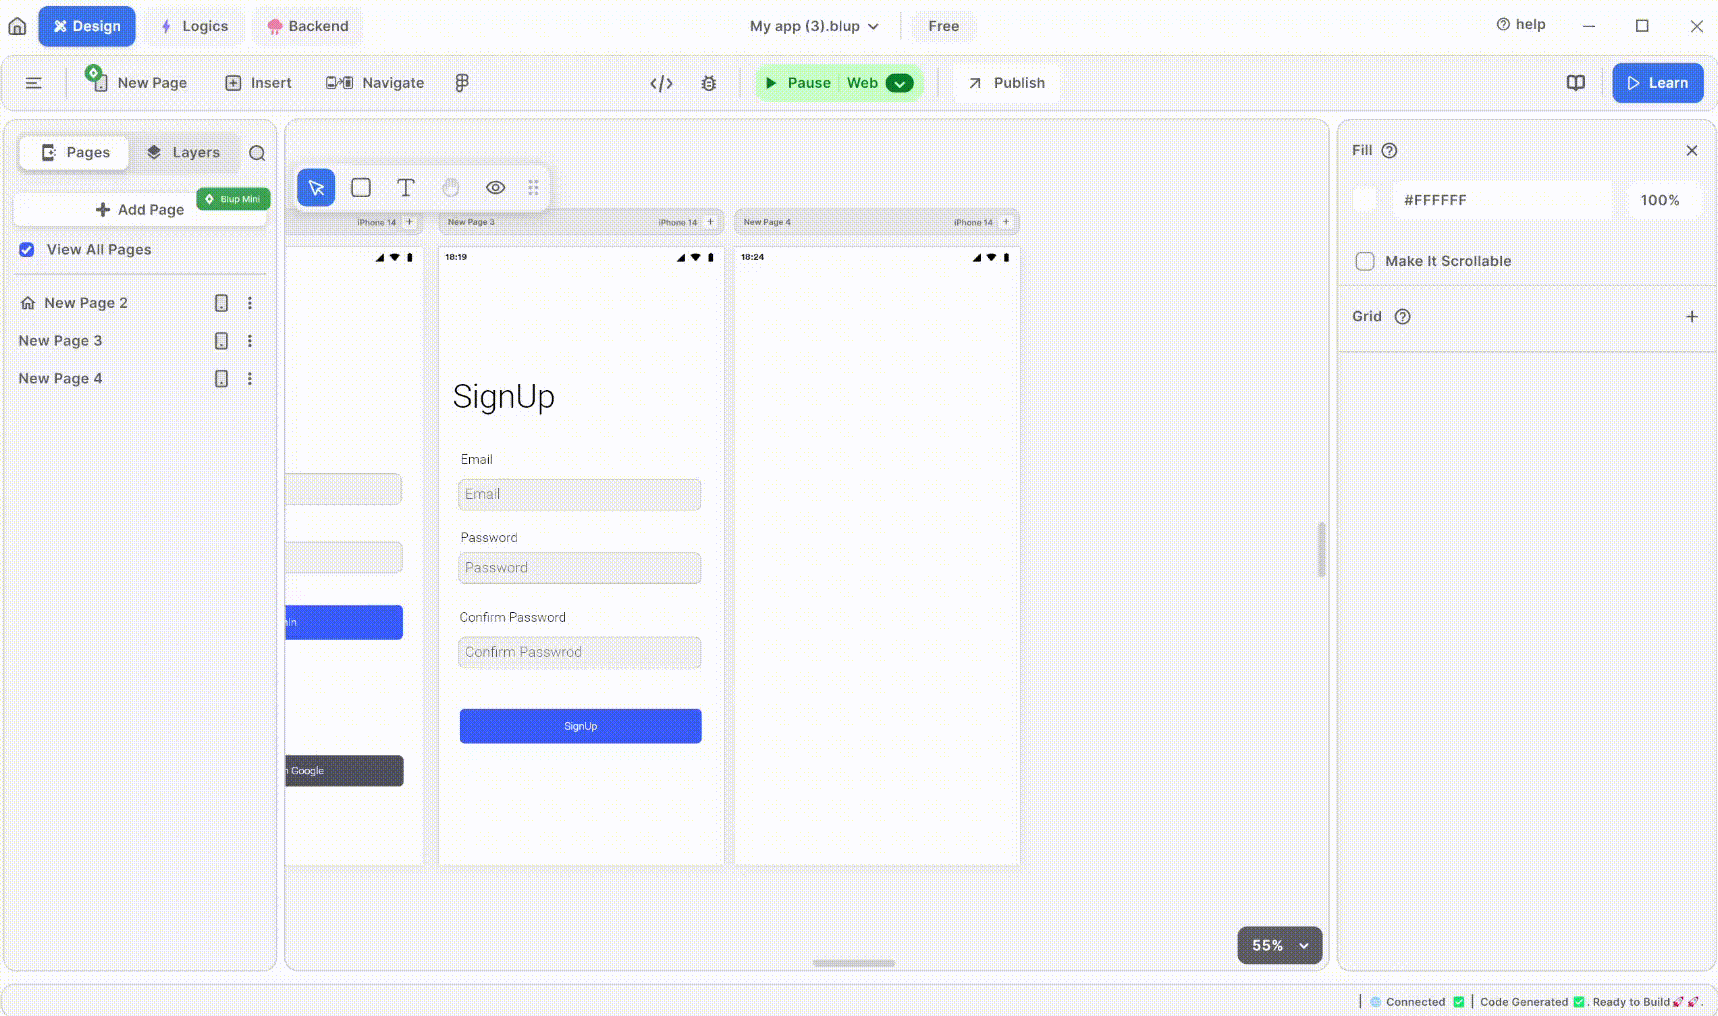 Design
Logics
Backend
My app (3).blup
Free
help
New Page
Insert
Navigate
Pause
Web
Publish
Learn
Pages
Layers
Blup Mini
Add Page
View All Pages
New Page 2
New Page 3
New Page 4
iPhone 14 +
New Page 3
iPhone 14 +
New Page 4
iPhone 14 +
18:19
18:24
SignUp
Email
Email
Password
Password
Confirm Password
Confirm Passwrod
SignUp
Google
55%
Fill
#FFFFFF
100%
Make It Scrollable
Grid
| Connected | Code Generated . Ready to Build .